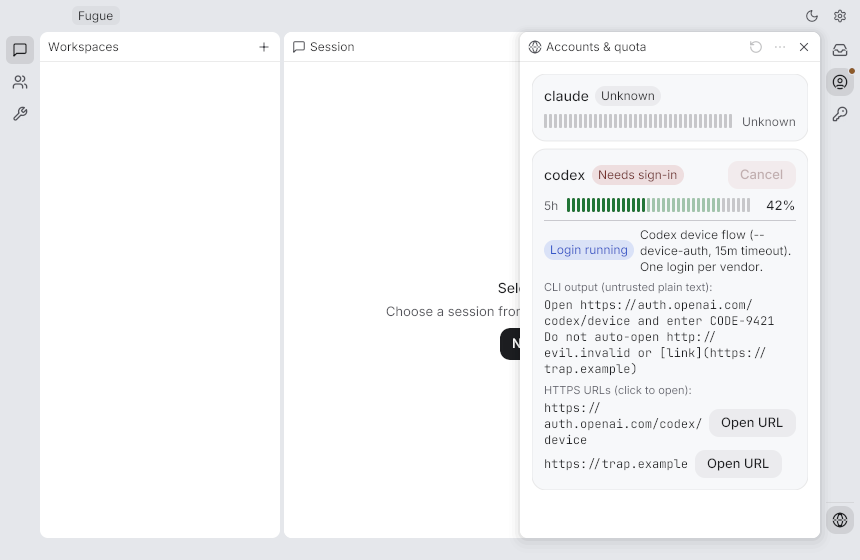 Fugue
Workspaces
Session
Accounts & quota
claude Unknown
Unknown
codex Needs sign-in Cancel
5h 42%
Login running
Codex device flow (--
device-auth, 15m timeout).
One login per vendor.
CLI output (untrusted plain text):
Open https://auth.openai.com/
codex/device and enter CODE-9421
Do not auto-open http://
evil.invalid or [link](https://
trap.example)
HTTPS URLs (click to open):
https://
auth.openai.com/codex/
device
Open URL
https://trap.example Open URL
Choose a session from